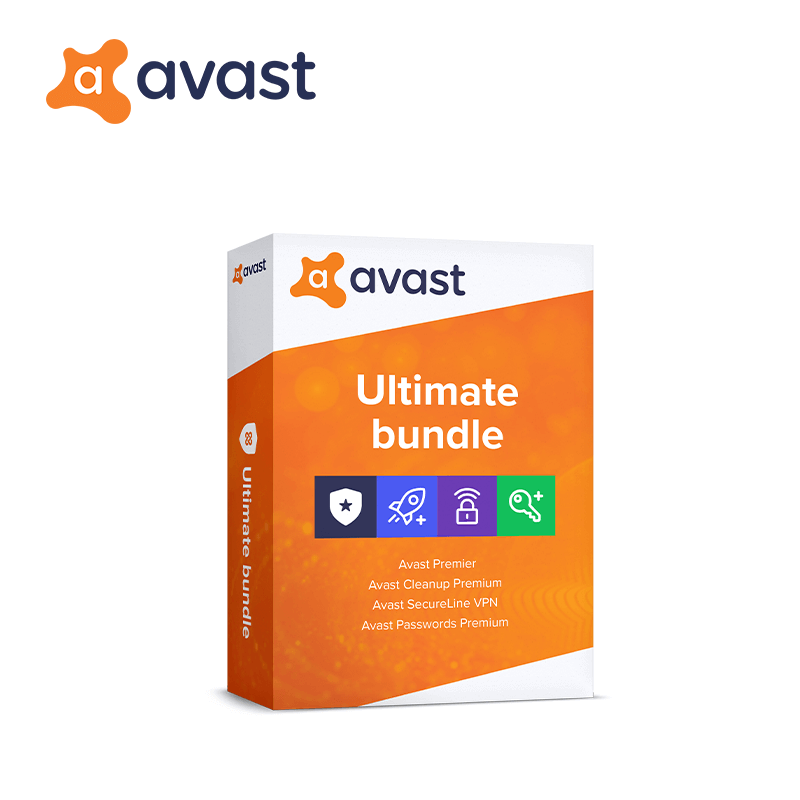 avast
avast
avast
Ultimate
bundle
Ultimate bundle
Avast Premier
Avast Cleanup Premium
Avast SecureLine VPN
Avast Passwords Premium